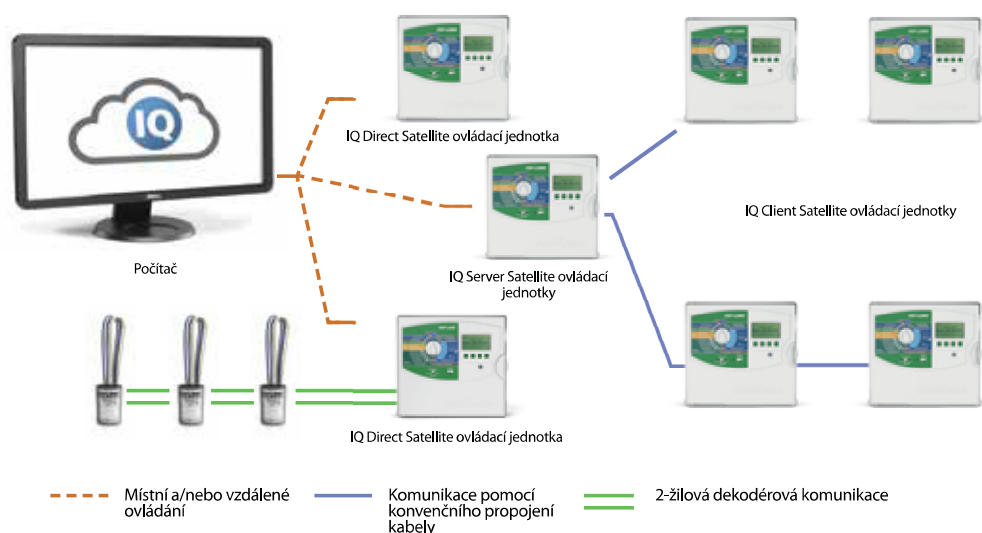 IQ
IQ Direct Satellite ovládací jednotka
IQ Client Satellite ovládací jednotky
Počítač
IQ Server Satellite ovládací
jednotky
IQ Direct Satellite ovládací jednotka
Místní a/nebo vzdálené
ovládání
Komunikace pomocí
konvenčního propojení
kabely
2-žilová dekodérová komunikace